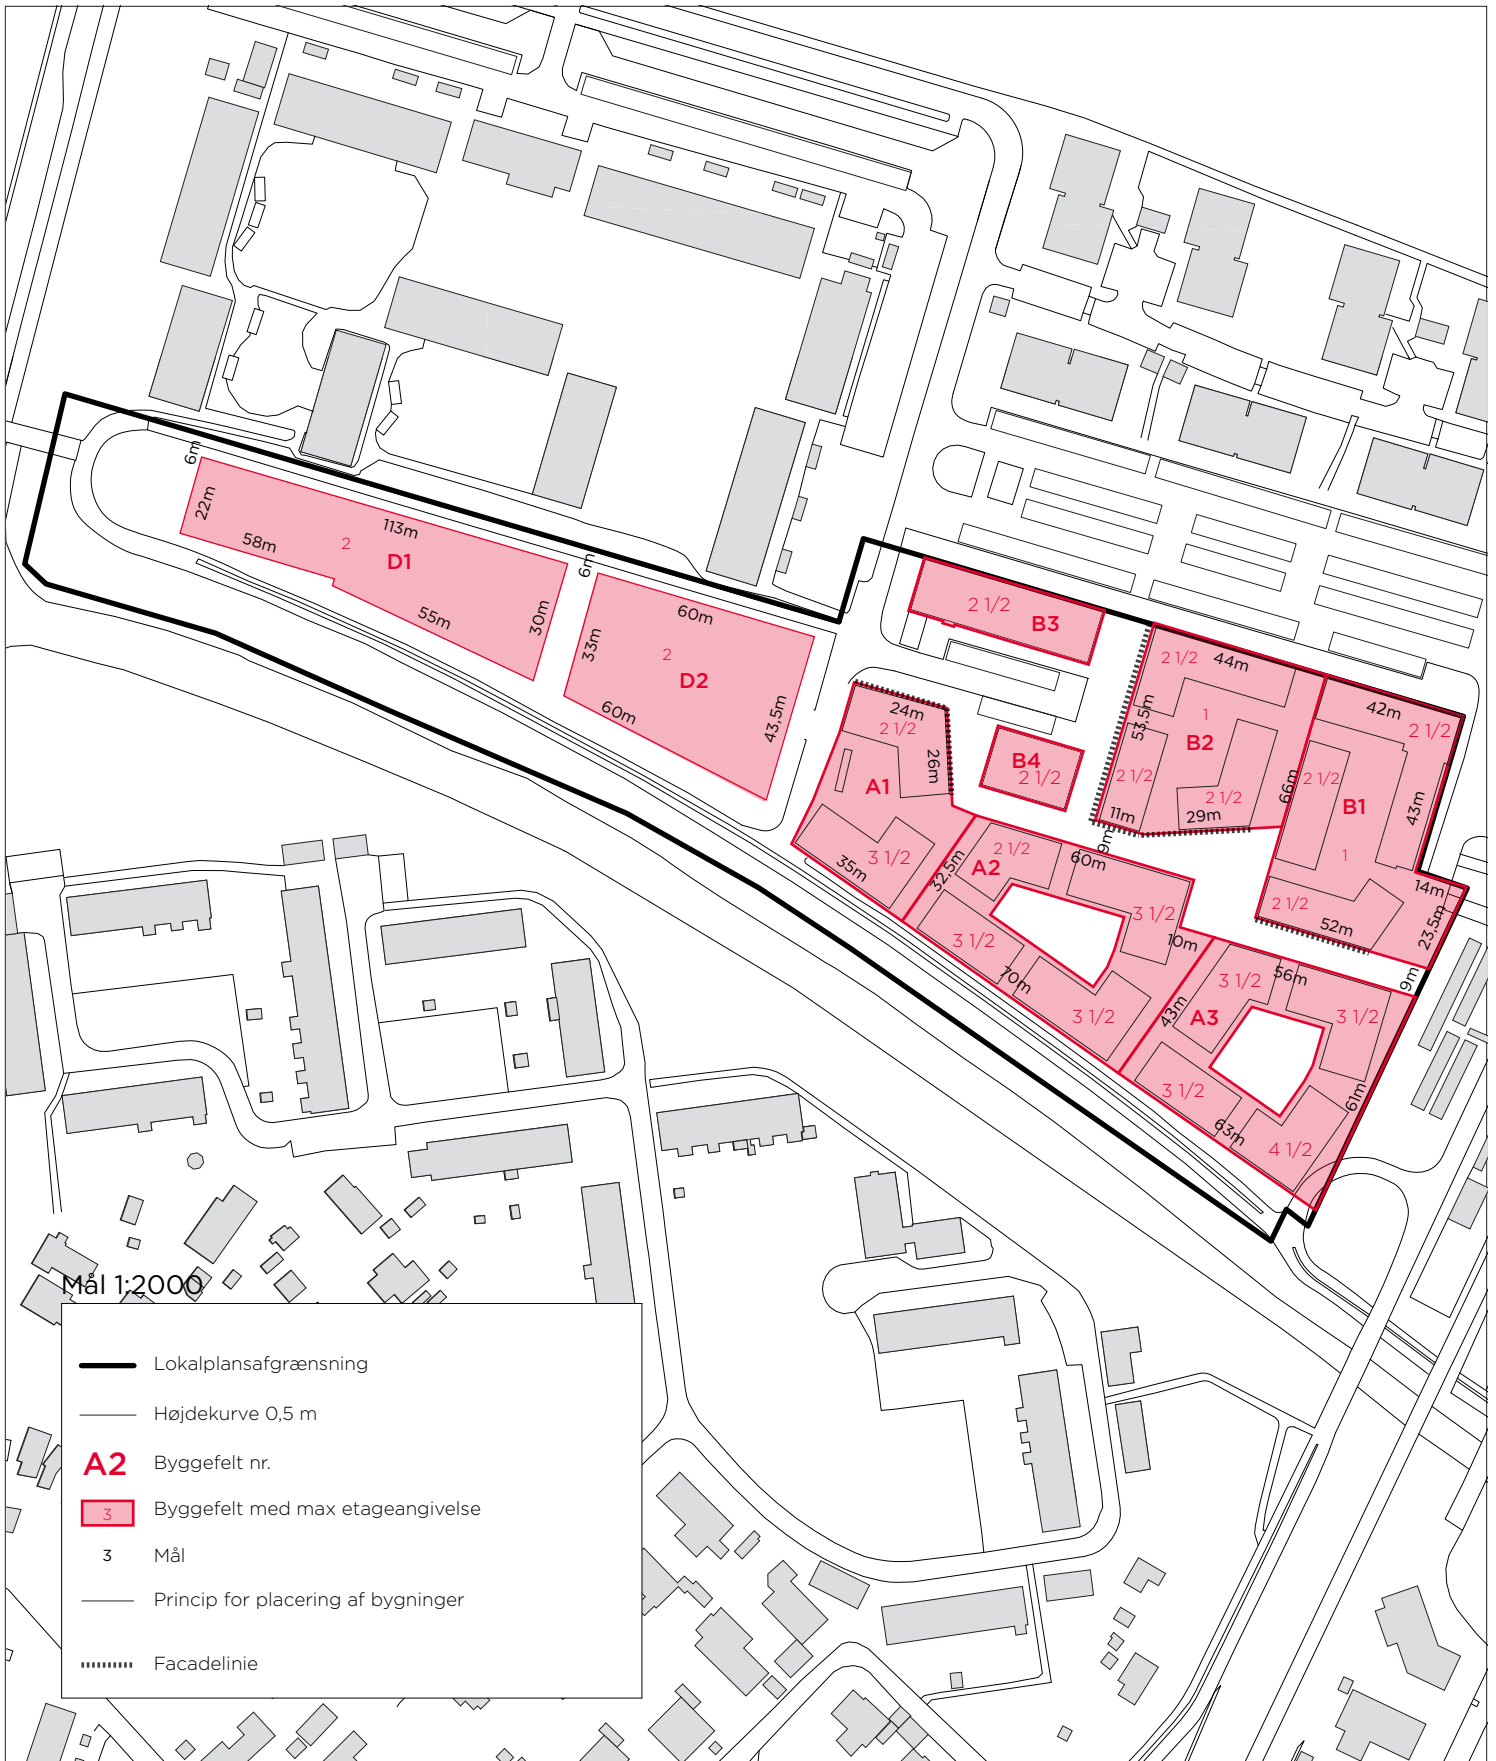 6m
22m
113m
58m
2
D1
55m
30m
6m
60m
33m
2
D2
60m
43,5m
2 1/2
B3
24m
2 1/2
26m
A1
3 1/2
35m
B4
2 1/2
2 1/2
44m
53,5m
1
B2
2 1/2
2 1/2
11m
29m
9m
66m
42m
2 1/2
2 1/2
B1
43m
1
14m
2 1/2
52m
23,5m
9m
32,5m
2 1/2
A2
60m
3 1/2
10m
3 1/2
70m
3 1/2
43m
3 1/2
56m
A3
3 1/2
3 1/2
61m
63m
4 1/2
Mål 1:2000
Lokalplansafgrænsning
Højdekurve 0,5 m
A2 Byggefelt nr.
3 Byggefelt med max etageangivelse
3 Mål
Princip for placering af bygninger
Facadelinie